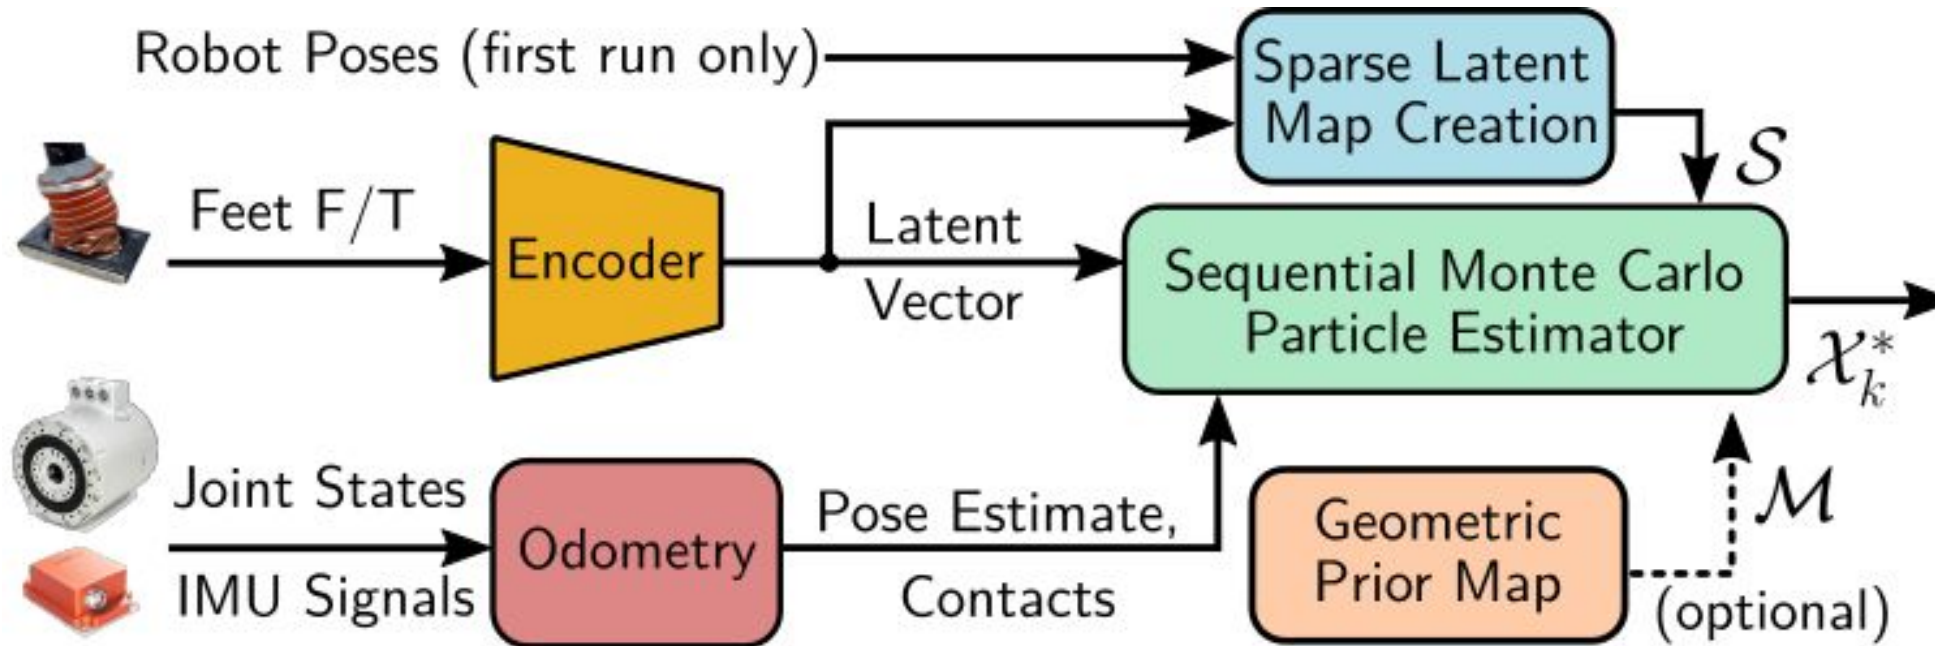 Robot Poses (first run only)
Sparse Latent
Map Creation
𝒮
Feet F/T
Encoder
Latent
Vector
Sequential Monte Carlo
Particle Estimator
𝒳*ₖ
Joint States
IMU Signals
Odometry
Pose Estimate,
Contacts
Geometric
Prior Map
ℳ
(optional)